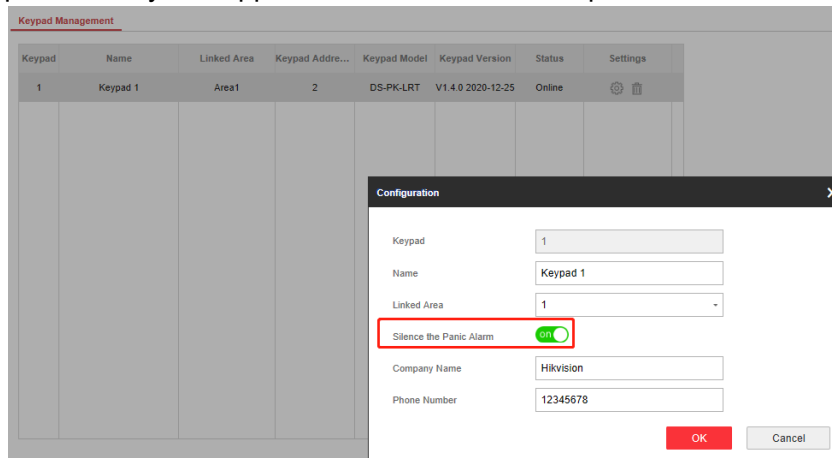 Keypad Management
Keypad Name Linked Area Keypad Addre... Keypad Model Keypad Version Status Settings
1 Keypad 1 Area1 2 DS-PK-LRT V1.4.0 2020-12-25 Online
Configuration
Keypad 1
Name Keypad 1
Linked Area 1
Silence the Panic Alarm on
Company Name Hikvision
Phone Number 12345678
OK Cancel